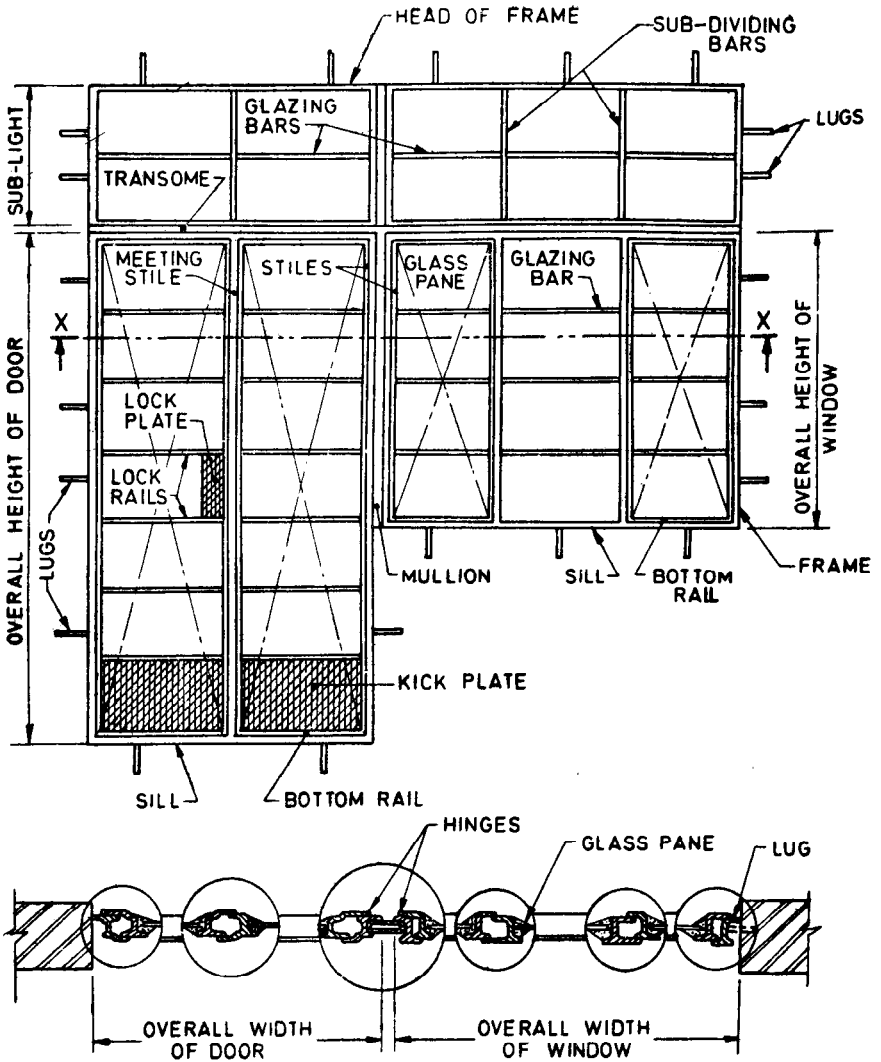 HEAD OF FRAME
SUB-DIVIDING
BARS
SUB-LIGHT
GLAZING
BARS
LUGS
TRANSOME
MEETING
STILE
STILES
GLASS
PANE
GLAZING
BAR
X
X
OVERALL HEIGHT OF DOOR
OVERALL HEIGHT OF
WINDOW
LOCK
PLATE
LOCK
RAILS
LUGS
MULLION
SILL
BOTTOM
RAIL
FRAME
KICK PLATE
SILL
BOTTOM RAIL
HINGES
GLASS PANE
LUG
OVERALL WIDTH
OF DOOR
OVERALL WIDTH
OF WINDOW